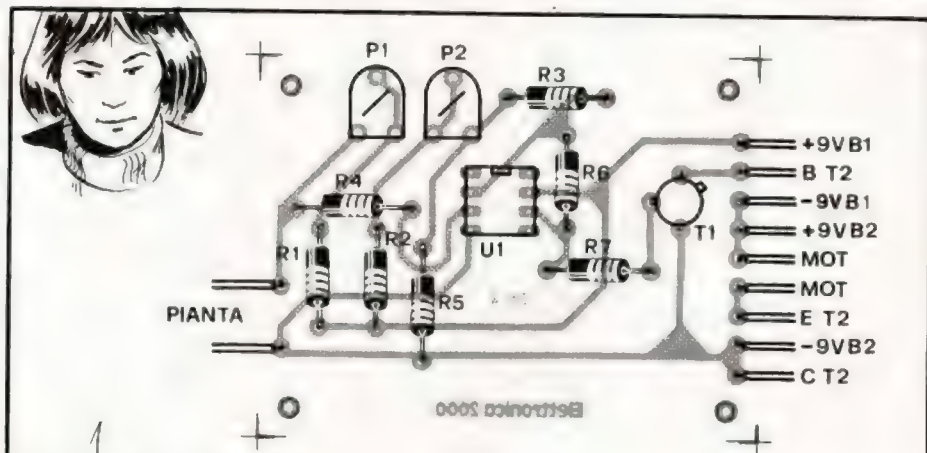 P1
P2
R3
+9VB1
B T2
R6
R4
-9VB1
T1
+9VB2
R1
R2
U1
MOT
R7
MOT
PIANTA
R5
E T2
-9VB2
Elettronica 2000
C T2